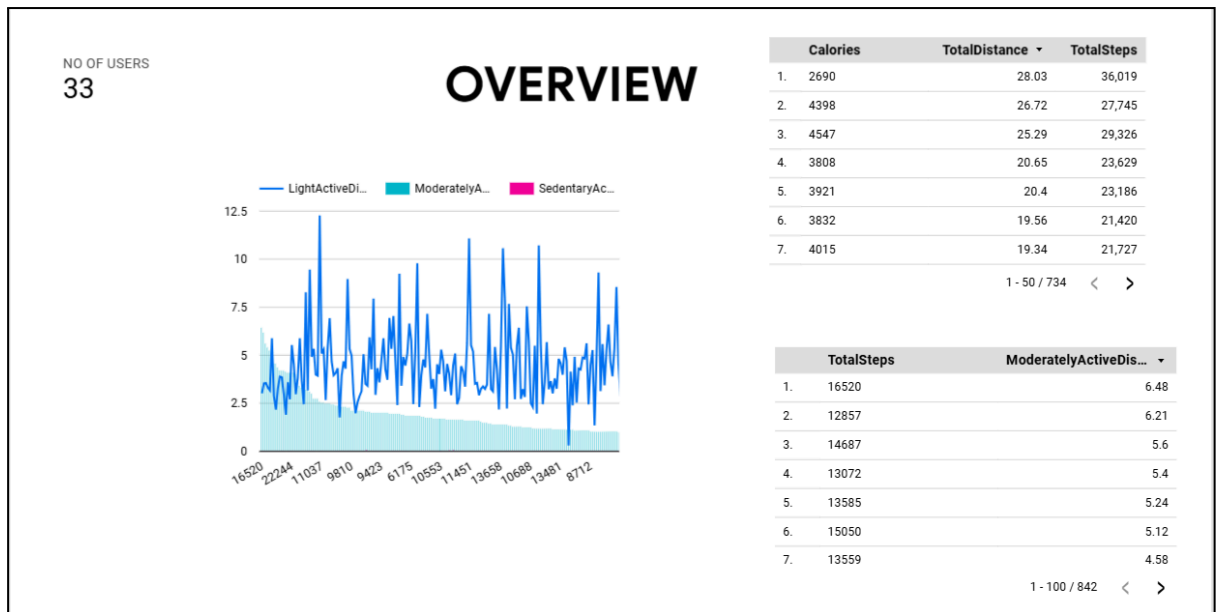 NO OF USERS
33
OVERVIEW
LightActiveDi... ModeratelyA... SedentaryAc...
12.5
10
7.5
5
2.5
0
16520 22244 11037 9810 9423 6175 10553 11451 13658 10688 13481 8712
Calories TotalDistance TotalSteps
1. 2690 28.03 36,019
2. 4398 26.72 27,745
3. 4547 25.29 29,326
4. 3808 20.65 23,629
5. 3921 20.4 23,186
6. 3832 19.56 21,420
7. 4015 19.34 21,727
1 - 50 / 734
TotalSteps ModeratelyActiveDis...
1. 16520 6.48
2. 12857 6.21
3. 14687 5.6
4. 13072 5.4
5. 13585 5.24
6. 15050 5.12
7. 13559 4.58
1 - 100 / 842